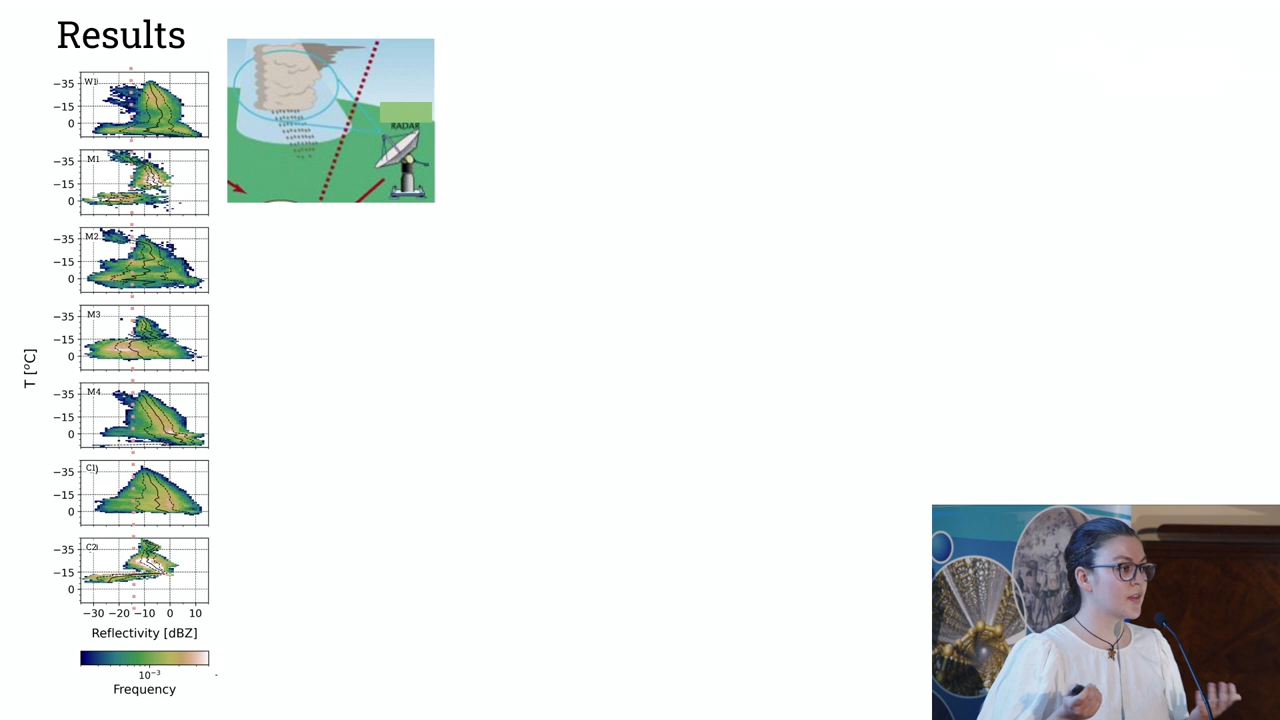 Results
W1
−35
−15
0
M1
−35
−15
0
M2
−35
−15
0
M3
−35
−15
0
M4
−35
−15
0
C1)
−35
−15
0
C2
−35
−15
0
T [°C]
−30 −20 −10 0 10
Reflectivity [dBZ]
10⁻³
Frequency
RADAR